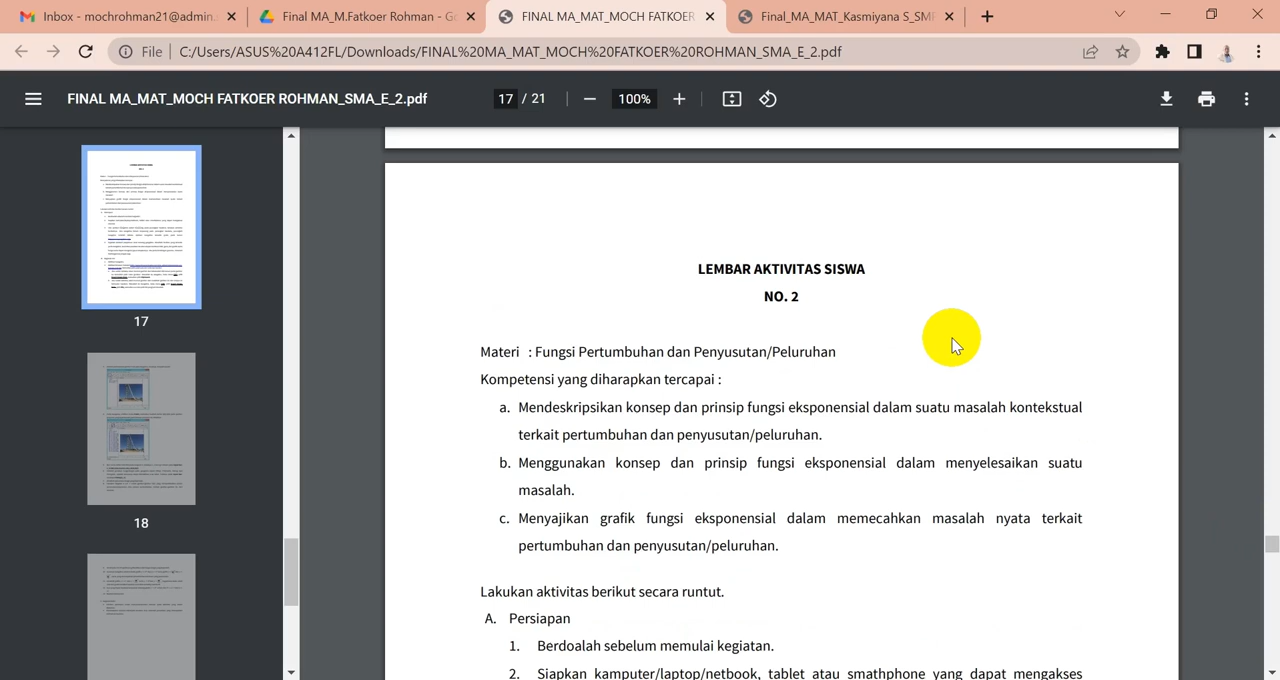 Inbox - mochrohman21@admin.
Final MA_M.Fatkoer Rohman - Go
FINAL MA_MAT_MOCH FATKOER
Final_MA_MAT_Kasmiyana S_SMP
File | C:/Users/ASUS%20A412FL/Downloads/FINAL%20MA_MAT_MOCH%20FATKOER%20ROHMAN_SMA_E_2.pdf
FINAL MA_MAT_MOCH FATKOER ROHMAN_SMA_E_2.pdf
17 / 21
100%
17
18
LEMBAR AKTIVITAS SISWA
NO. 2
Materi : Fungsi Pertumbuhan dan Penyusutan/Peluruhan
Kompetensi yang diharapkan tercapai :
a. Mendeskripsikan konsep dan prinsip fungsi eksponensial dalam suatu masalah kontekstual
terkait pertumbuhan dan penyusutan/peluruhan.
b. Menggunakan konsep dan prinsip fungsi eksponensial dalam menyelesaikan suatu
masalah.
c. Menyajikan grafik fungsi eksponensial dalam memecahkan masalah nyata terkait
pertumbuhan dan penyusutan/peluruhan.
Lakukan aktivitas berikut secara runtut.
A. Persiapan
1. Berdoalah sebelum memulai kegiatan.
2. Siapkan kamputer/laptop/netbook, tablet atau smathphone yang dapat mengakses